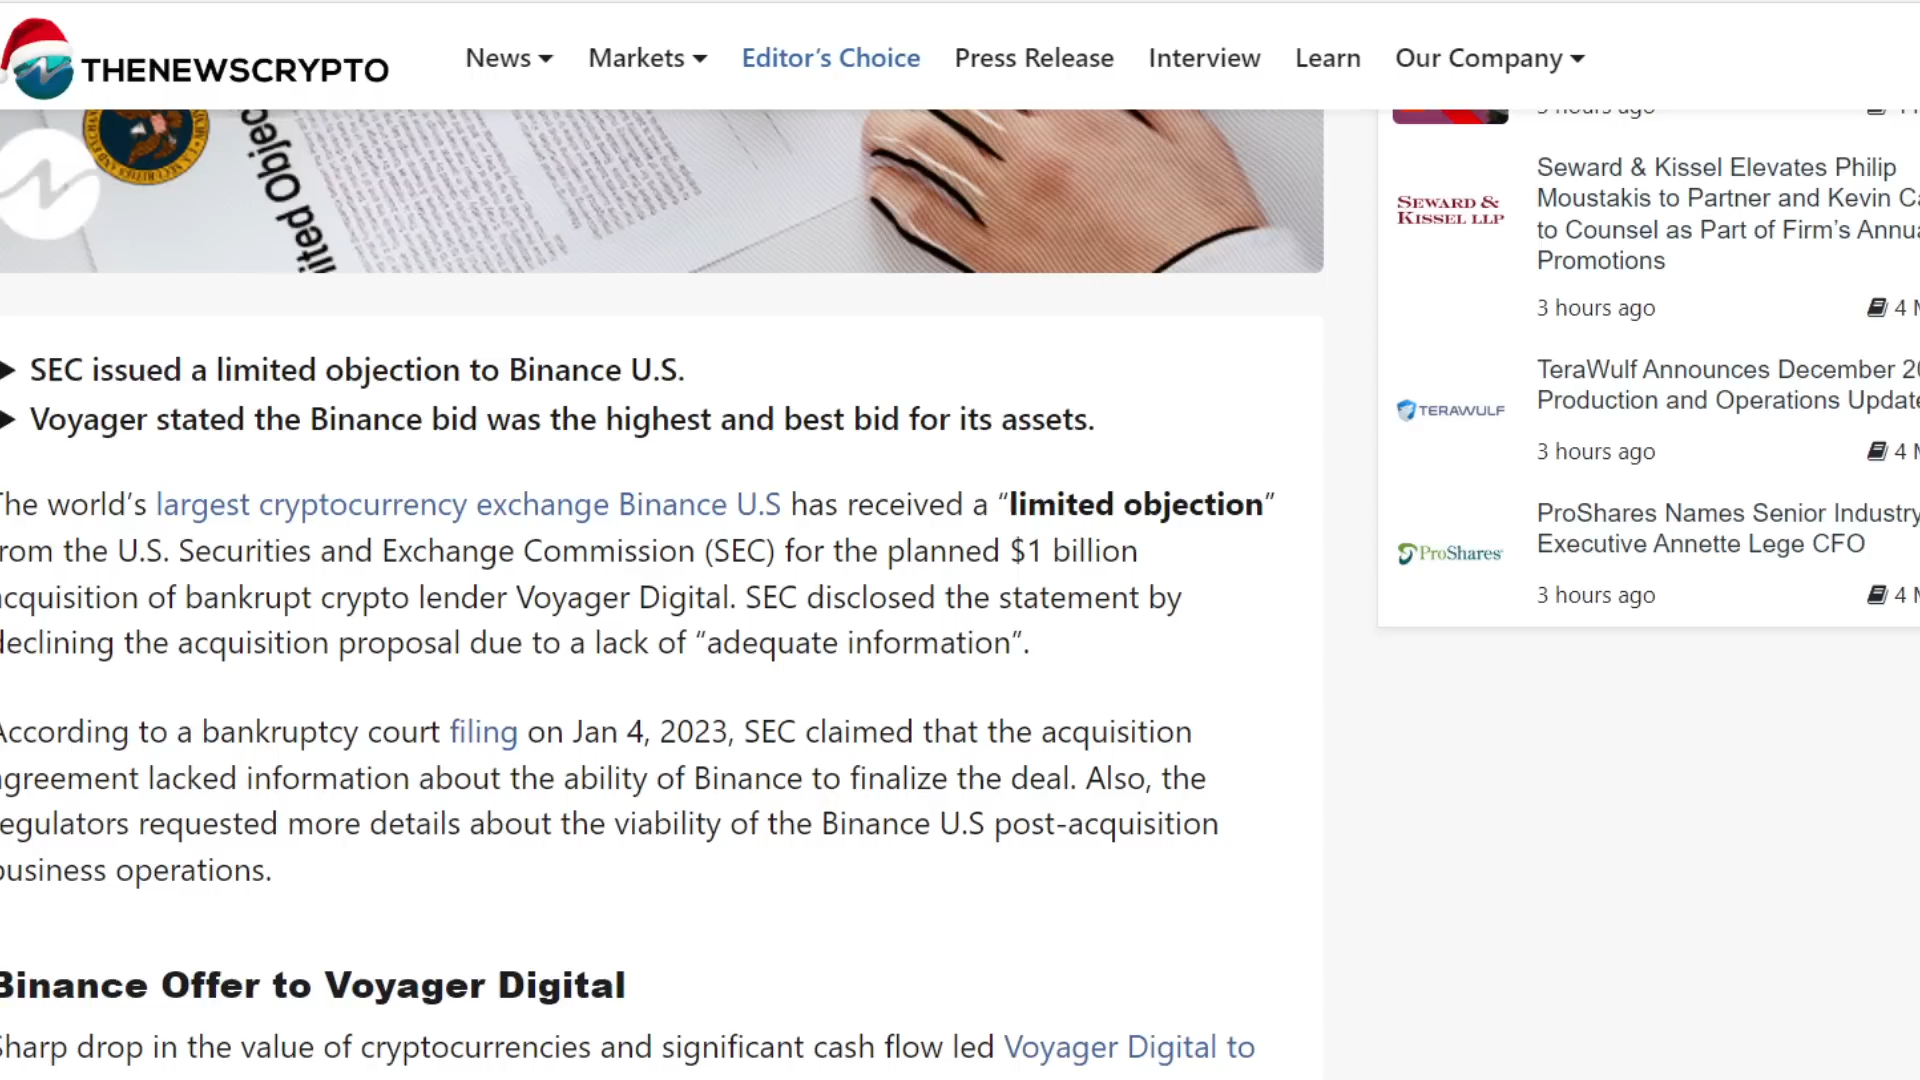 THENEWSCRYPTO
News
Markets
Editor’s Choice
Press Release
Interview
Learn
Our Company
SEC issued a limited objection to Binance U.S.
Voyager stated the Binance bid was the highest and best bid for its assets.
The world’s largest cryptocurrency exchange Binance U.S has received a “limited objection”
from the U.S. Securities and Exchange Commission (SEC) for the planned $1 billion
acquisition of bankrupt crypto lender Voyager Digital. SEC disclosed the statement by
declining the acquisition proposal due to a lack of “adequate information”.
According to a bankruptcy court filing on Jan 4, 2023, SEC claimed that the acquisition
agreement lacked information about the ability of Binance to finalize the deal. Also, the
regulators requested more details about the viability of the Binance U.S post-acquisition
business operations.
Binance Offer to Voyager Digital
Sharp drop in the value of cryptocurrencies and significant cash flow led Voyager Digital to
3 hours ago
SEWARD &
KISSEL LLP
Seward & Kissel Elevates Philip
Moustakis to Partner and Kevin
to Counsel as Part of Firm’s
Promotions
3 hours ago
4
TERAWULF
TeraWulf Announces December
Production and Operations Update
3 hours ago
4
ProShares
ProShares Names Senior Industry
Executive Annette Lege CFO
3 hours ago
4